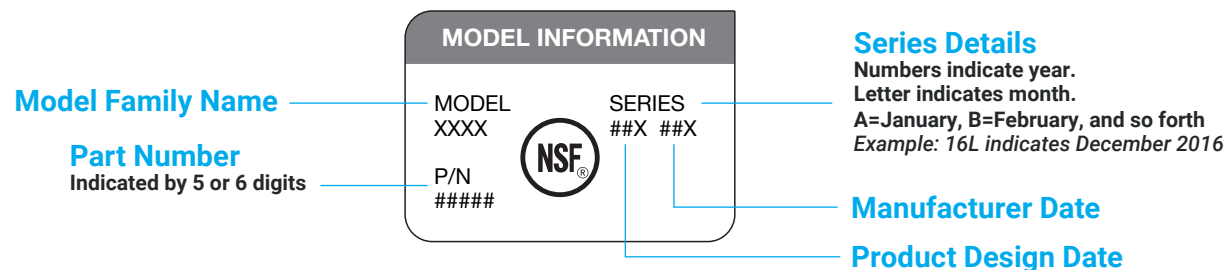 MODEL INFORMATION
Model Family Name
MODEL
XXXX
SERIES
##X ##X
Series Details
Numbers indicate year.
Letter indicates month.
A=January, B=February, and so forth
Example: 16L indicates December 2016
Part Number
Indicated by 5 or 6 digits
P/N
#####
NSF®
Manufacturer Date
Product Design Date